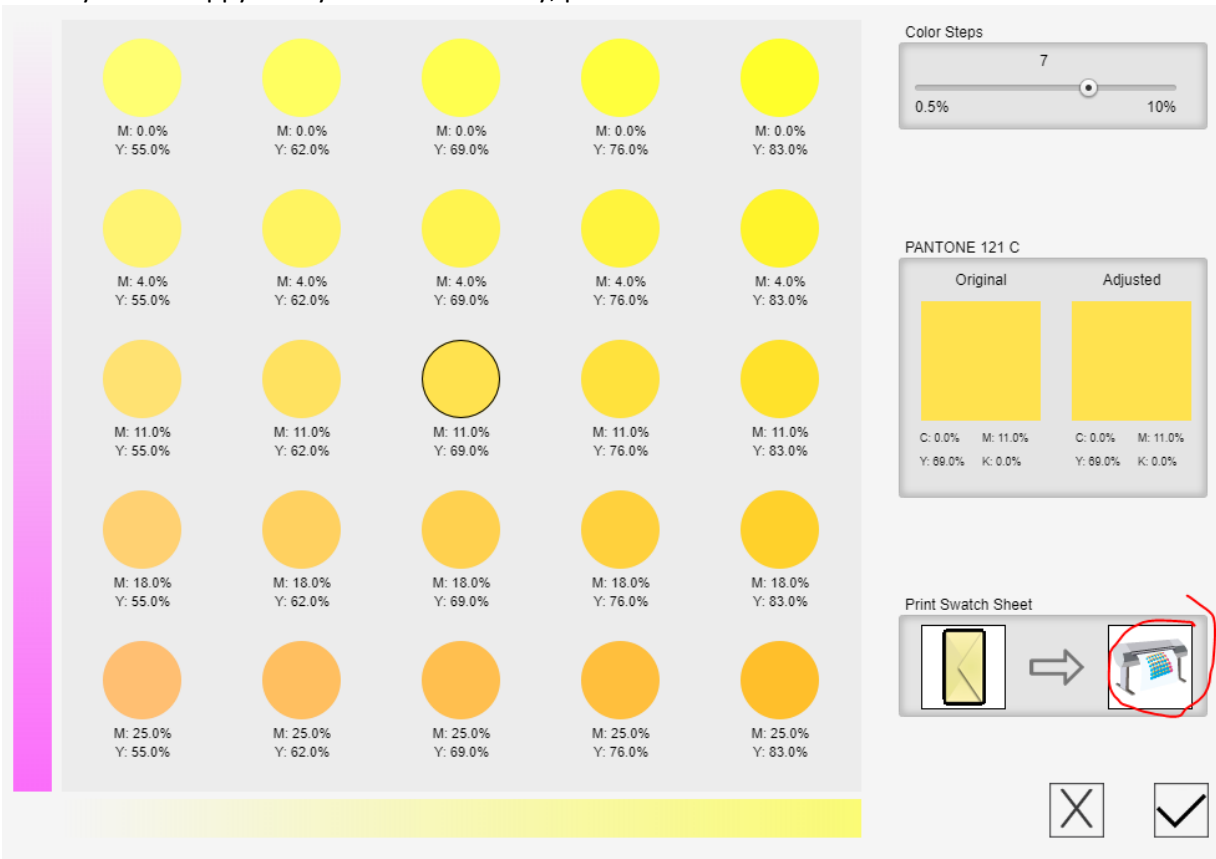 Color Steps
7
0.5% 10%
M: 0.0% M: 0.0% M: 0.0% M: 0.0% M: 0.0%
Y: 55.0% Y: 62.0% Y: 69.0% Y: 76.0% Y: 83.0%
M: 4.0% M: 4.0% M: 4.0% M: 4.0% M: 4.0%
Y: 55.0% Y: 62.0% Y: 69.0% Y: 76.0% Y: 83.0%
M: 11.0% M: 11.0% M: 11.0% M: 11.0% M: 11.0%
Y: 55.0% Y: 62.0% Y: 69.0% Y: 76.0% Y: 83.0%
M: 18.0% M: 18.0% M: 18.0% M: 18.0% M: 18.0%
Y: 55.0% Y: 62.0% Y: 69.0% Y: 76.0% Y: 83.0%
M: 25.0% M: 25.0% M: 25.0% M: 25.0% M: 25.0%
Y: 55.0% Y: 62.0% Y: 69.0% Y: 76.0% Y: 83.0%
PANTONE 121 C
Original Adjusted
C: 0.0% M: 11.0% C: 0.0% M: 11.0%
Y: 69.0% K: 0.0% Y: 69.0% K: 0.0%
Print Swatch Sheet